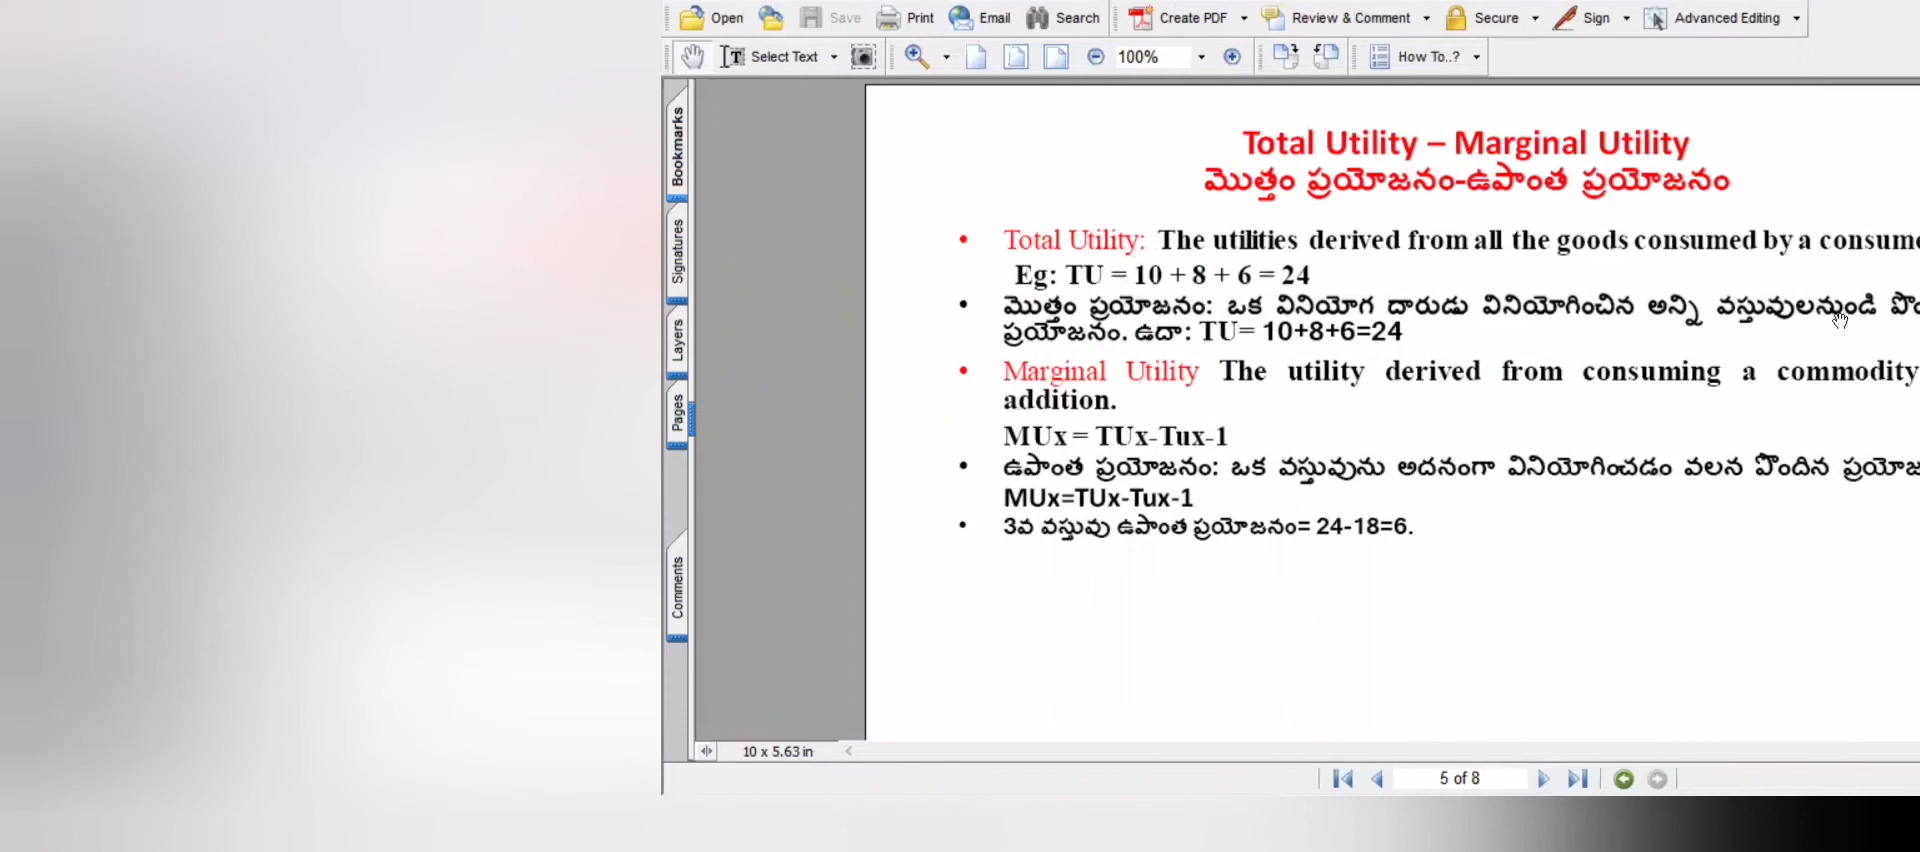 Open Save Print Email Search Create PDF Review & Comment Secure Sign Advanced Editing
Select Text 100% How To..?
Bookmarks
Signatures
Layers
Pages
Comments
Total Utility – Marginal Utility
మొత్తం ప్రయోజనం-ఉపాంత ప్రయోజనం
• Total Utility: The utilities derived from all the goods consumed by a
Eg: TU = 10 + 8 + 6 = 24
• మొత్తం ప్రయోజనం: ఒక వినియోగ దారుడు వినియోగించిన అన్ని వస్తువులనుండి
ప్రయోజనం. ఉదా: TU= 10+8+6=24
• Marginal Utility The utility derived from consuming a commodity
addition.
MUx = TUx-Tux-1
• ఉపాంత ప్రయోజనం: ఒక వస్తువును అదనంగా వినియోగించడం వలన పొందిన
MUx=TUx-Tux-1
• 3వ వస్తువు ఉపాంత ప్రయోజనం= 24-18=6.
10 x 5.63 in
5 of 8